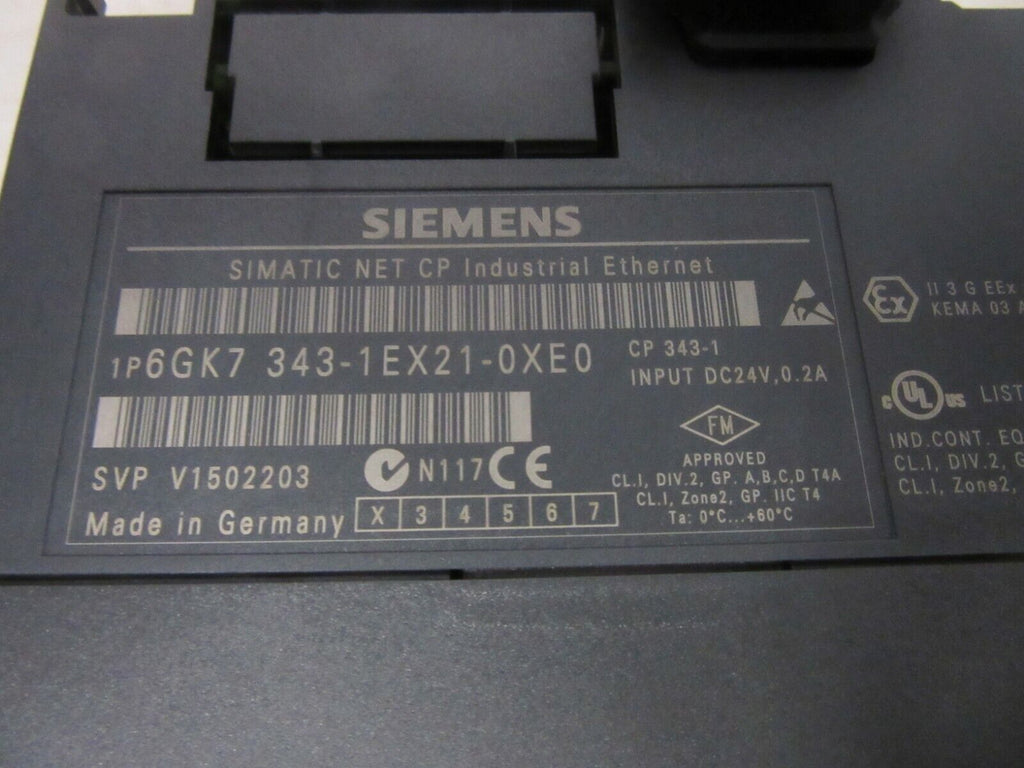 SIEMENS
SIMATIC NET CP Industrial Ethernet
1P6GK7 343-1EX21-0XE0
CP 343-1
INPUT DC24V,0.2A
SVP V1502203
N117 CE
Made in Germany
X 3 4 5 6 7
FM
APPROVED
CL.I, DIV.2, GP. A,B,C,D T4A
CL.I, Zone2, GP. IIC T4
Ta: 0°C...+60°C
Ex
II 3 G EEx
KEMA 03 A
c UL us LIST
IND.CONT. EQ
CL.I, DIV.2, G
CL.I, Zone2,